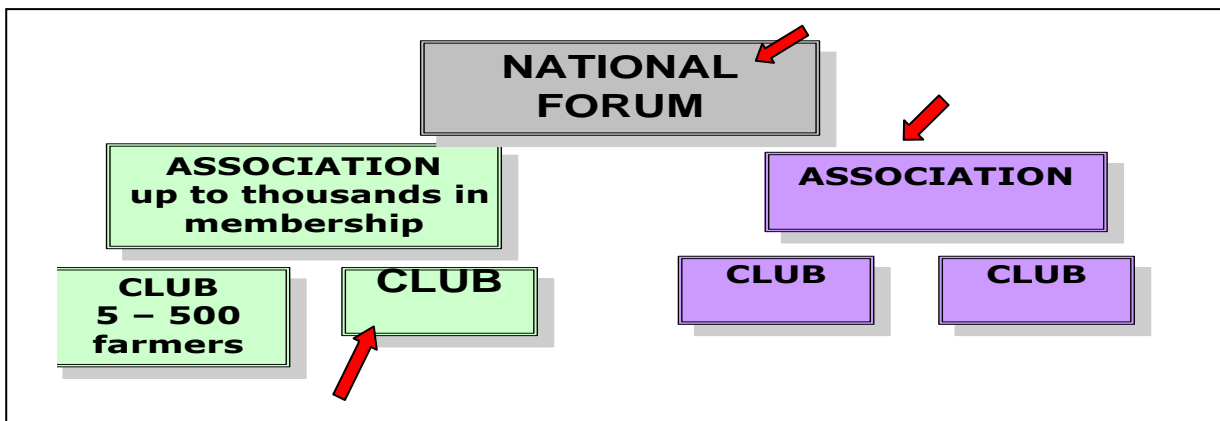 NATIONAL
FORUM
ASSOCIATION
up to thousands in
membership
ASSOCIATION
CLUB
5 – 500
farmers
CLUB
CLUB
CLUB